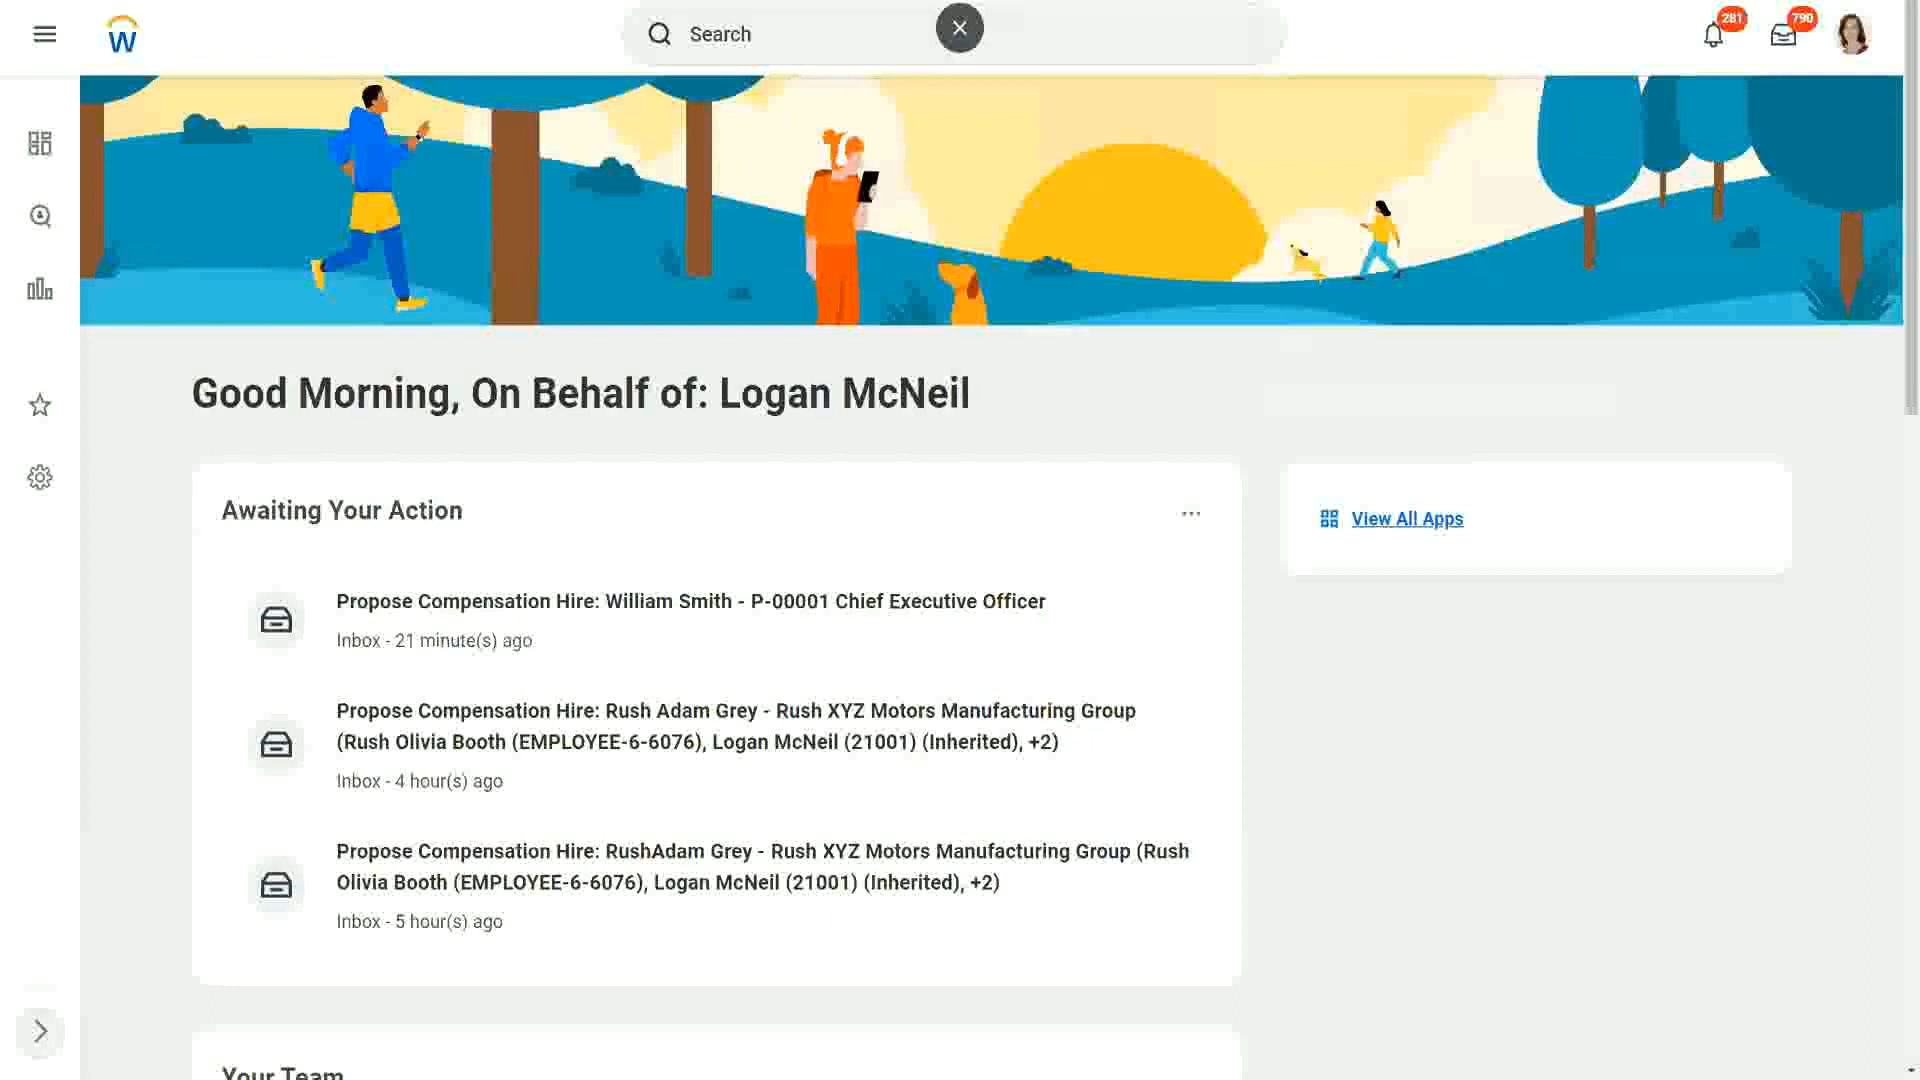 W
Search
281
790
Good Morning, On Behalf of: Logan McNeil
Awaiting Your Action
Propose Compensation Hire: William Smith - P-00001 Chief Executive Officer
Inbox - 21 minute(s) ago
Propose Compensation Hire: Rush Adam Grey - Rush XYZ Motors Manufacturing Group
(Rush Olivia Booth (EMPLOYEE-6-6076), Logan McNeil (21001) (Inherited), +2)
Inbox - 4 hour(s) ago
Propose Compensation Hire: RushAdam Grey - Rush XYZ Motors Manufacturing Group (Rush
Olivia Booth (EMPLOYEE-6-6076), Logan McNeil (21001) (Inherited), +2)
Inbox - 5 hour(s) ago
View All Apps
Your Team